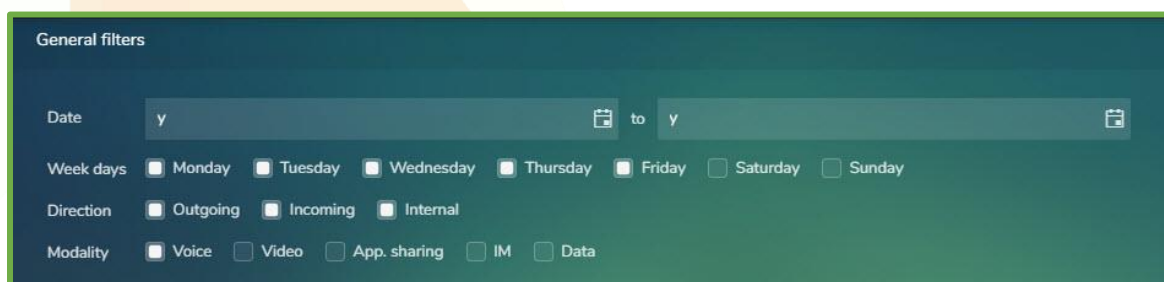 General filters
Date y to y
Week days Monday Tuesday Wednesday Thursday Friday Saturday Sunday
Direction Outgoing Incoming Internal
Modality Voice Video App. sharing IM Data